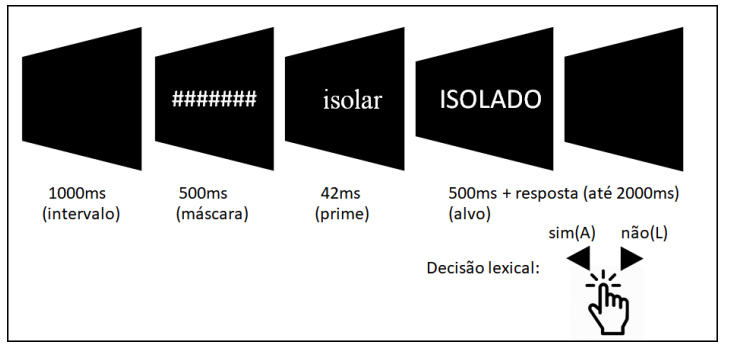 #######
isolar
ISOLADO
1000ms
(intervalo)
500ms
(máscara)
42ms
(prime)
500ms + resposta (até 2000ms)
(alvo)
sim(A) não(L)
Decisão lexical: